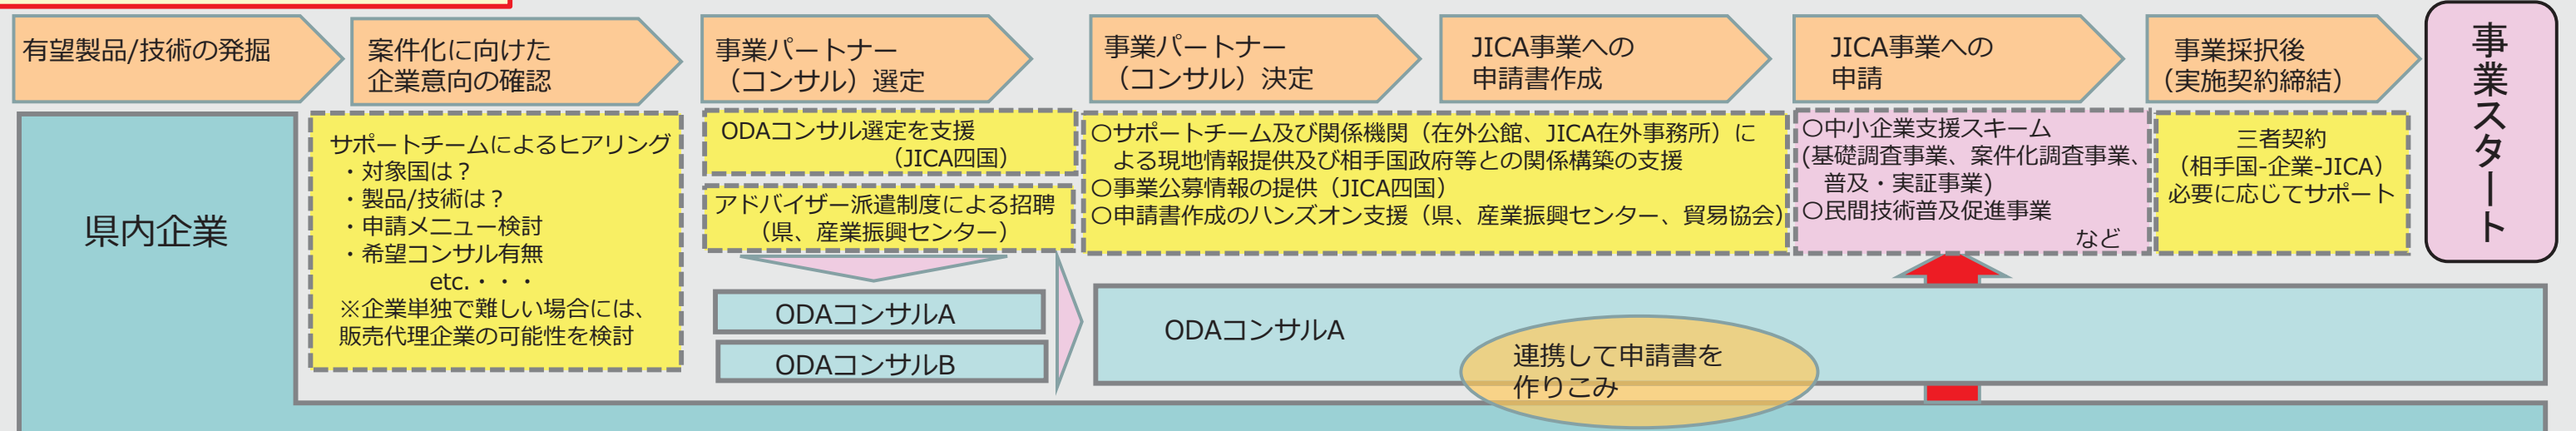 有望製品/技術の発掘
案件化に向けた
企業意向の確認
事業パートナー
（コンサル）選定
事業パートナー
（コンサル）決定
JICA事業への
申請書作成
JICA事業への
申請
事業採択後
（実施契約締結）
事業スタート
県内企業
サポートチームによるヒアリング
・対象国は？
・製品/技術は？
・申請メニュー検討
・希望コンサル有無
etc.・・・
※企業単独で難しい場合には、
販売代理企業の可能性を検討
ODAコンサル選定を支援
（JICA四国）
アドバイザー派遣制度による招聘
（県、産業振興センター）
ODAコンサルA
ODAコンサルB
〇サポートチーム及び関係機関（在外公館、JICA在外事務所）に
よる現地情報提供及び相手国政府等との関係構築の支援
〇事業公募情報の提供（JICA四国）
〇申請書作成のハンズオン支援（県、産業振興センター、貿易協会）
〇中小企業支援スキーム
(基礎調査事業、案件化調査事業、
普及・実証事業)
〇民間技術普及促進事業
など
三者契約
（相手国-企業-JICA）
必要に応じてサポート
ODAコンサルA
連携して申請書を
作りこみ